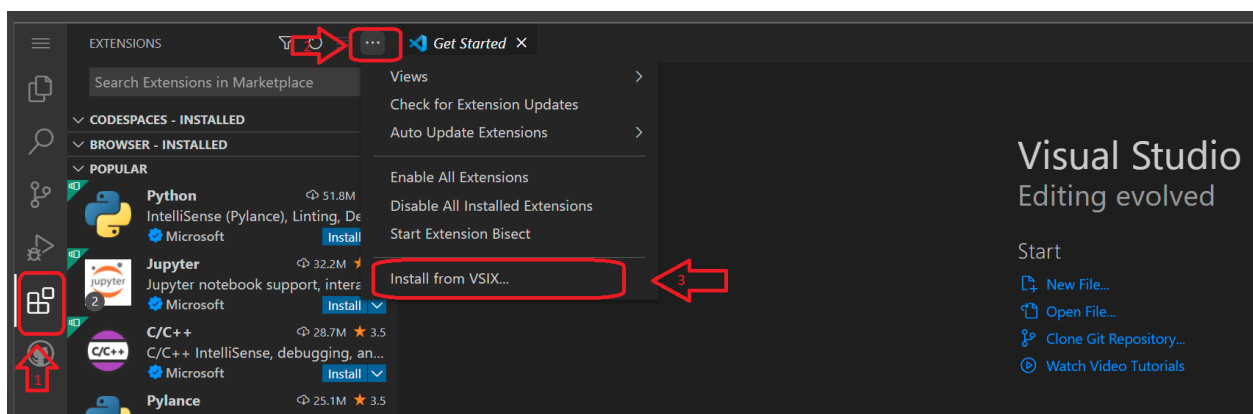 EXTENSIONS
2
...
Get Started
Search Extensions in Marketplace
CODESPACES - INSTALLED
BROWSER - INSTALLED
POPULAR
Python 51.8M
IntelliSense (Pylance), Linting, De
Microsoft Install
Jupyter 32.2M
jupyter
2
Jupyter notebook support, intera
Microsoft Install
C/C++ 28.7M ★ 3.5
C/C++
C/C++ IntelliSense, debugging, an...
Microsoft Install
Pylance 25.1M ★ 3.5
1
Views
Check for Extension Updates
Auto Update Extensions
Enable All Extensions
Disable All Installed Extensions
Start Extension Bisect
Install from VSIX...
3
Visual Studio
Editing evolved
Start
New File...
Open File...
Clone Git Repository...
Watch Video Tutorials